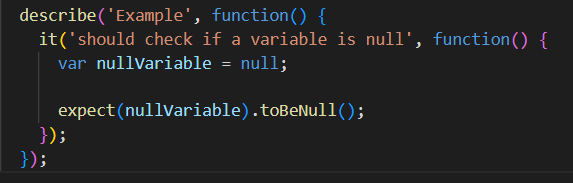 describe('Example', function() {
  it('should check if a variable is null', function() {
    var nullVariable = null;

    expect(nullVariable).toBeNull();
  });
});